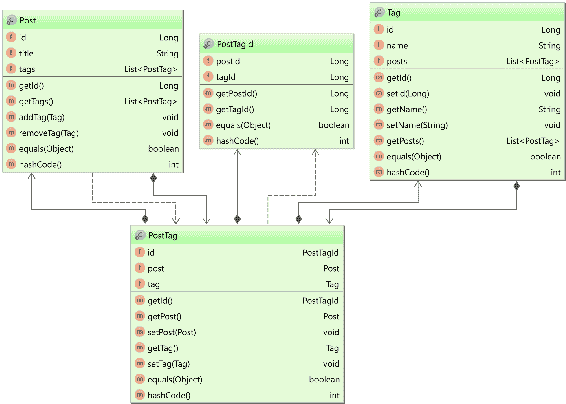 Post
id Long
title String
tags List<PostTag>
getId() Long
getTags() List<PostTag>
addTag(Tag) void
removeTag(Tag) void
equals(Object) boolean
hashCode() int
PostTagId
postId Long
tagId Long
getPostId() Long
getTagId() Long
equals(Object) boolean
hashCode() int
Tag
id Long
name String
posts List<PostTag>
getId() Long
setId(Long) void
getName() String
setName(String) void
getPosts() List<PostTag>
equals(Object) boolean
hashCode() int
PostTag
id PostTagId
post Post
tag Tag
getId() PostTagId
getPost() Post
setPost(Post) void
getTag() Tag
setTag(Tag) void
equals(Object) boolean
hashCode() int